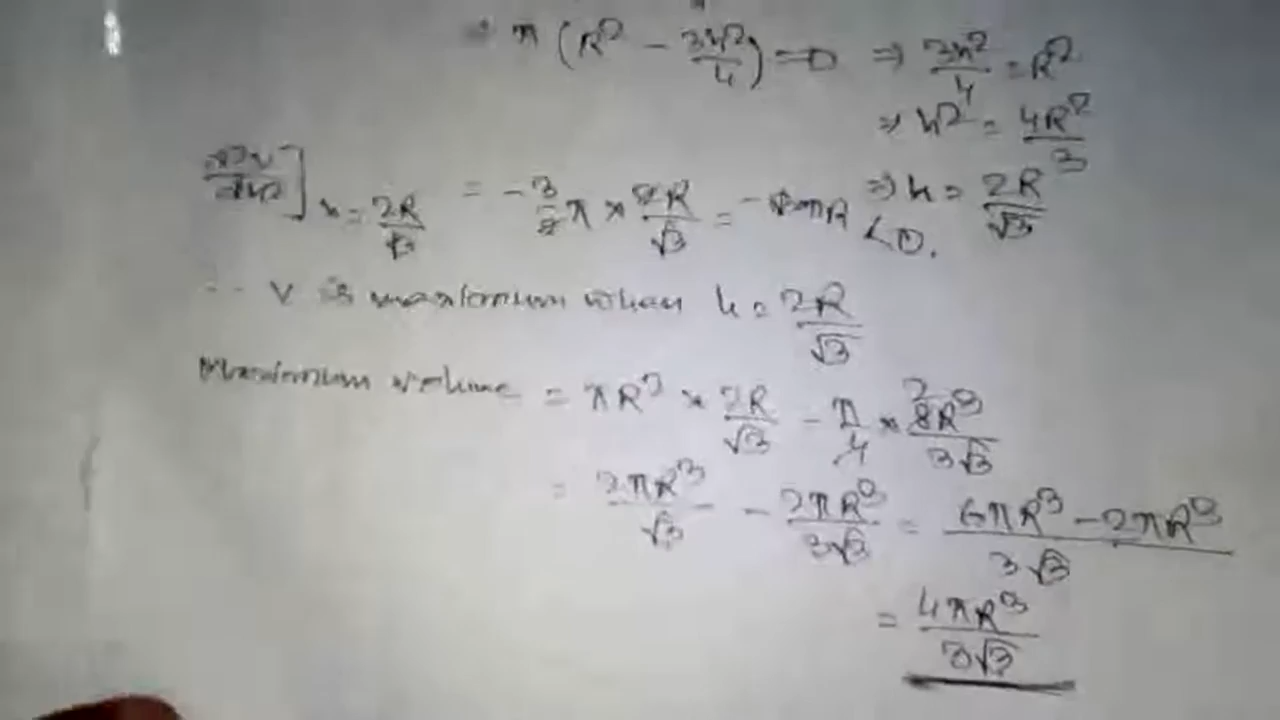 ⇒ π (R² - 3h²/4) = 0 ⇒ 3h²/4 = R²
⇒ h² = 4R²/3
d²v/dh²] h = 2R/√3 = -3/2 π × 2R/√3 = - πR < 0. ⇒ h = 2R/√3
∴ V is maximum when h = 2R/√3
Maximum volume = πR² × 2R/√3 - π/4 × 8R³/3√3
= 2πR³/√3 - 2πR³/3√3 = 6πR³ - 2πR³/3√3
= 4πR³/3√3